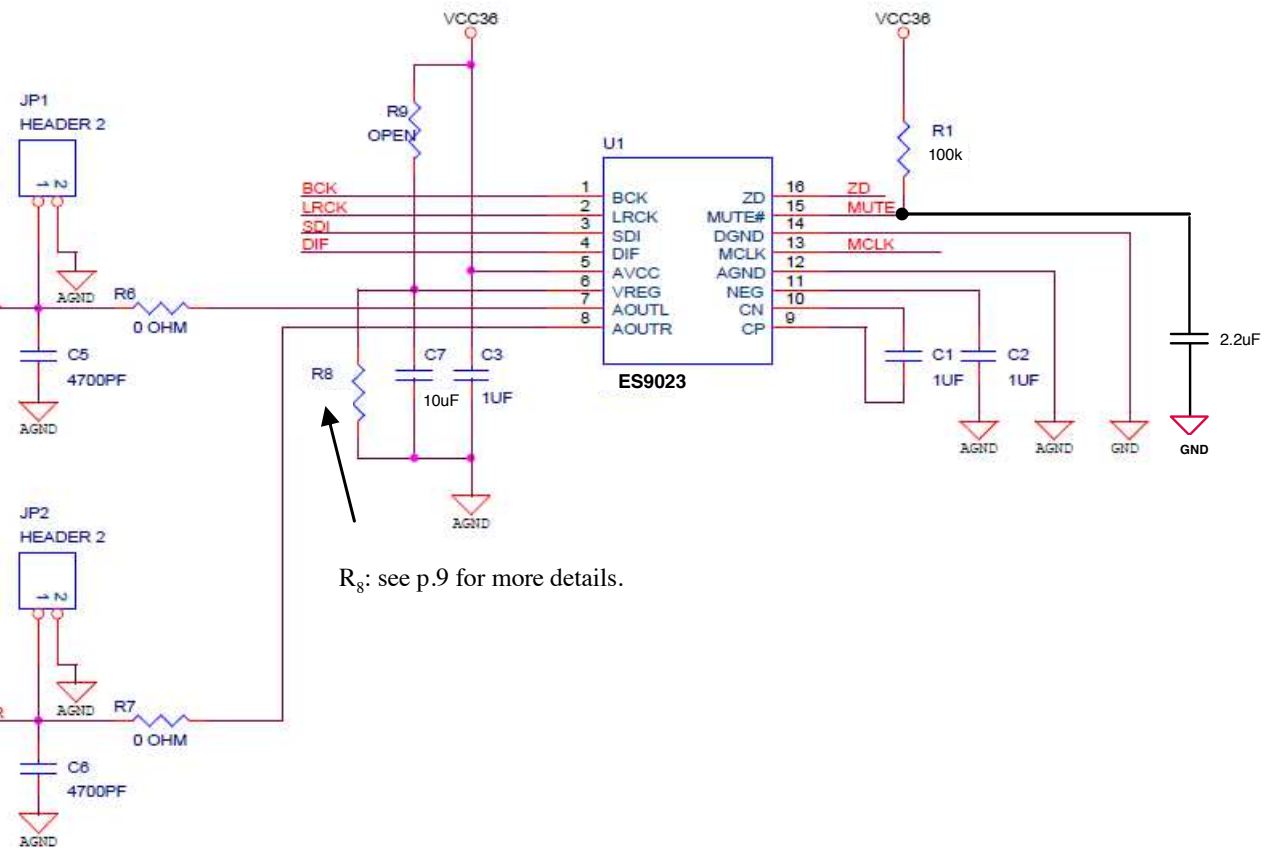 VCC36
VCC36
JP1
HEADER 2
1 2
AGND
R9
OPEN
R1
100k
U1
BCK
LRCK
SDI
DIF
1
2
3
4
5
6
7
8
BCK
LRCK
SDI
DIF
AVCC
VREG
AOUTL
AOUTR
ZD
MUTE#
DGND
MCLK
AGND
NEG
CN
CP
16
15
14
13
12
11
10
9
ZD
MUTE
MCLK
ES9023
R6
0 OHM
C5
4700PF
AGND
R8
C7
10uF
C3
1UF
AGND
C1
1UF
C2
1UF
2.2uF
AGND
AGND
GND
GND
R8: see p.9 for more details.
JP2
HEADER 2
1 2
AGND
R
R7
0 OHM
C6
4700PF
AGND